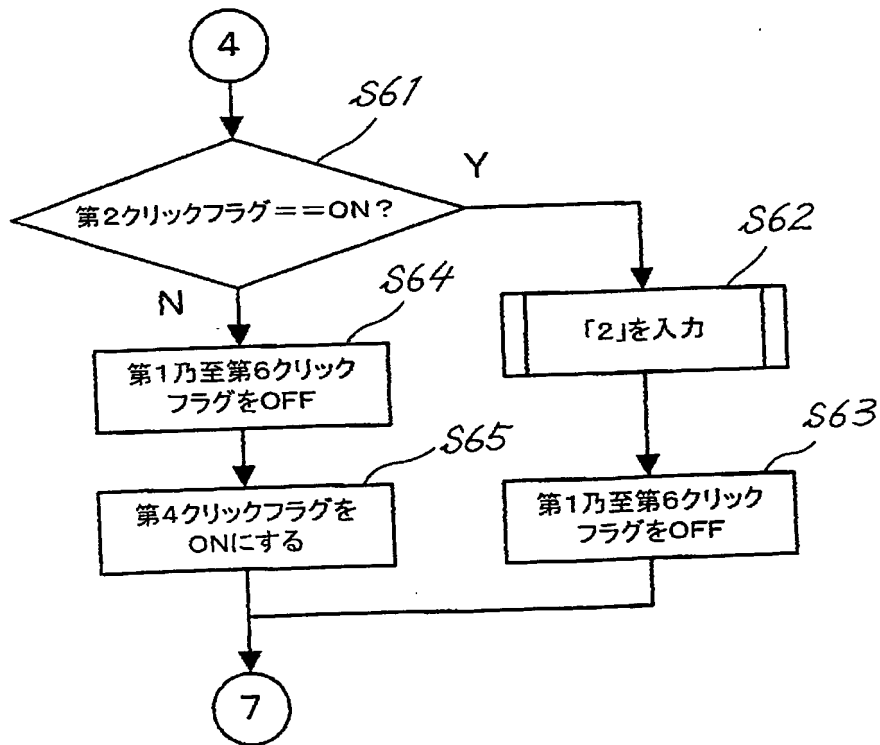 4
S61
第2クリックフラグ==ON?
Y
N
S62
「2」を入力
S64
第1乃至第6クリック
フラグをOFF
S63
第1乃至第6クリック
フラグをOFF
S65
第4クリックフラグを
ONにする
7